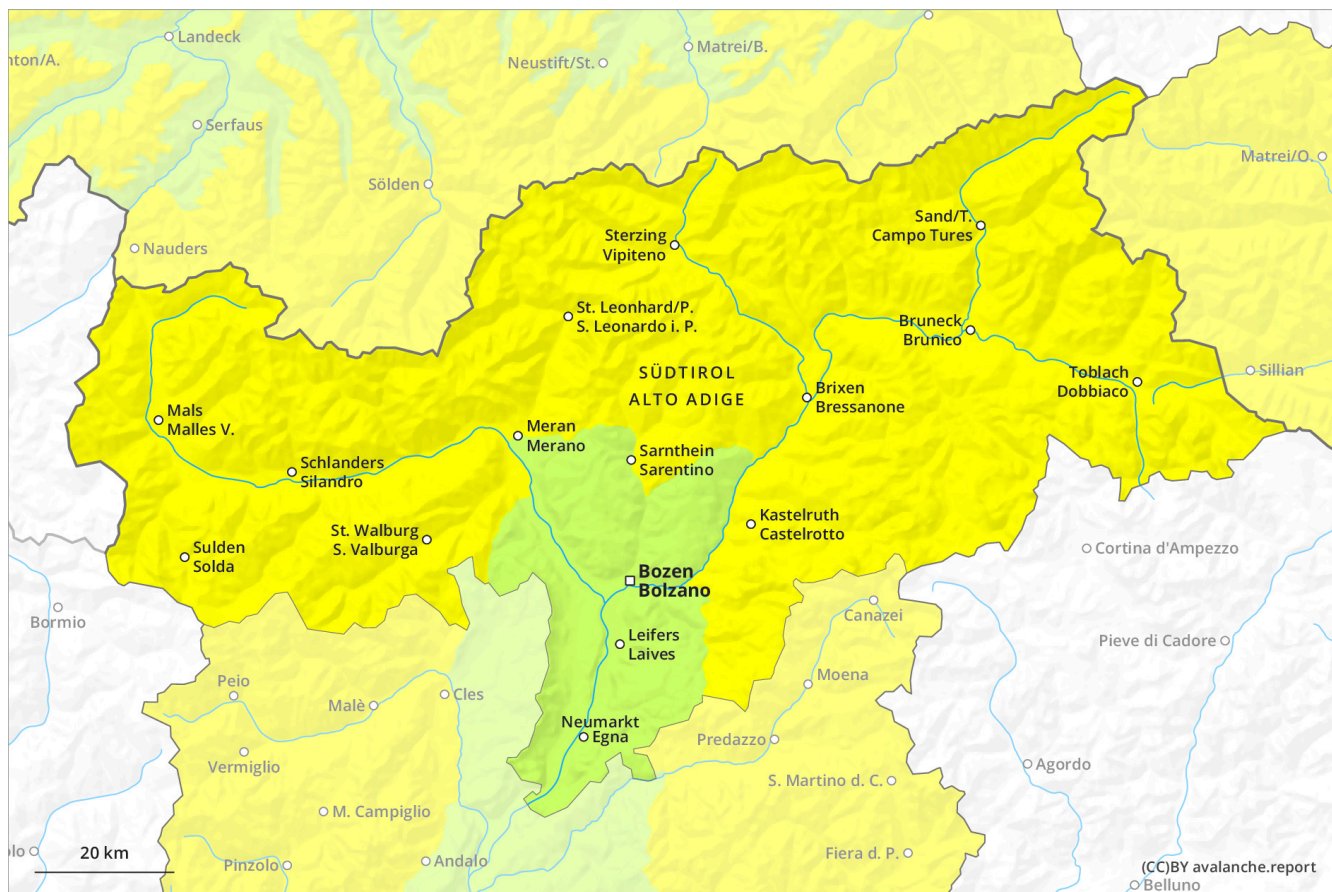 Landeck
nton/A.
Matrei/B.
Neustift/St.
Serfaus
Matrei/O.
Sölden
Sand/T.
Campo Tures
Nauders
Sterzing
Vipiteno
St. Leonhard/P.
S. Leonardo i. P.
Bruneck
Brunico
SÜDTIROL
ALTO ADIGE
Toblach
Dobbiaco
Sillian
Brixen
Bressanone
Mals
Malles V.
Meran
Merano
Sarnthein
Sarentino
Schlanders
Silandro
Kastelruth
Castelrotto
St. Walburg
S. Valburga
Sulden
Solda
Cortina d'Ampezzo
Bozen
Bolzano
Bormio
Canazei
Leifers
Laives
Pieve di Cadore
Peio
Moena
Malè
Cles
Neumarkt
Egna
Predazzo
Vermiglio
Agordo
S. Martino d. C.
M. Campiglio
20 km
olo
Pinzolo
Andalo
Fiera d. P.
(CC)BY avalanche.report
Belluno